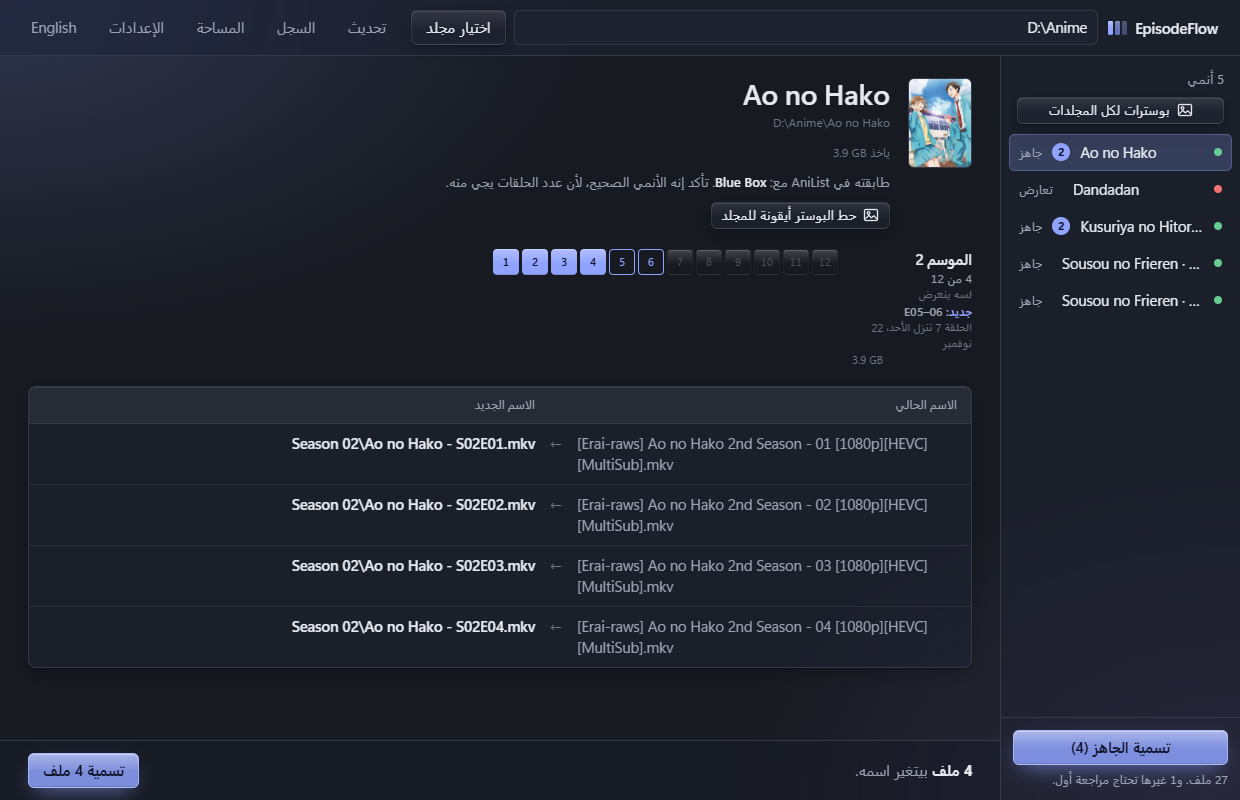 EpisodeFlow
D:\Anime
اختيار مجلد
تحديث
السجل
المساحة
الإعدادات
English
5 أنمي
بوسترات لكل المجلدات
Ao no Hako 2 جاهز
Dandadan تعارض
Kusuriya no Hitor... 2 جاهز
Sousou no Frieren · ... جاهز
Sousou no Frieren · ... جاهز
تسمية الجاهز (4)
27 ملف. و1 غيرها تحتاج مراجعة أول.
Ao no Hako
D:\Anime\Ao no Hako
ياخذ 3.9 GB
طابقته في AniList مع: Blue Box. تأكد إنه الأنمي الصحيح، لأن عدد الحلقات يجي منه.
حط البوستر أيقونة للمجلد
الموسم 2
4 من 12
لسه ينعرض
جديد: E05–06
الحلقة 7 تنزل الأحد، 22
نوفمبر
3.9 GB
1 2 3 4 5 6 7 8 9 10 11 12
الاسم الحالي
الاسم الجديد
[Erai-raws] Ao no Hako 2nd Season - 01 [1080p][HEVC]
[MultiSub].mkv
←
Season 02\Ao no Hako - S02E01.mkv
[Erai-raws] Ao no Hako 2nd Season - 02 [1080p][HEVC]
[MultiSub].mkv
←
Season 02\Ao no Hako - S02E02.mkv
[Erai-raws] Ao no Hako 2nd Season - 03 [1080p][HEVC]
[MultiSub].mkv
←
Season 02\Ao no Hako - S02E03.mkv
[Erai-raws] Ao no Hako 2nd Season - 04 [1080p][HEVC]
[MultiSub].mkv
←
Season 02\Ao no Hako - S02E04.mkv
4 ملف بيتغير اسمه.
تسمية 4 ملف